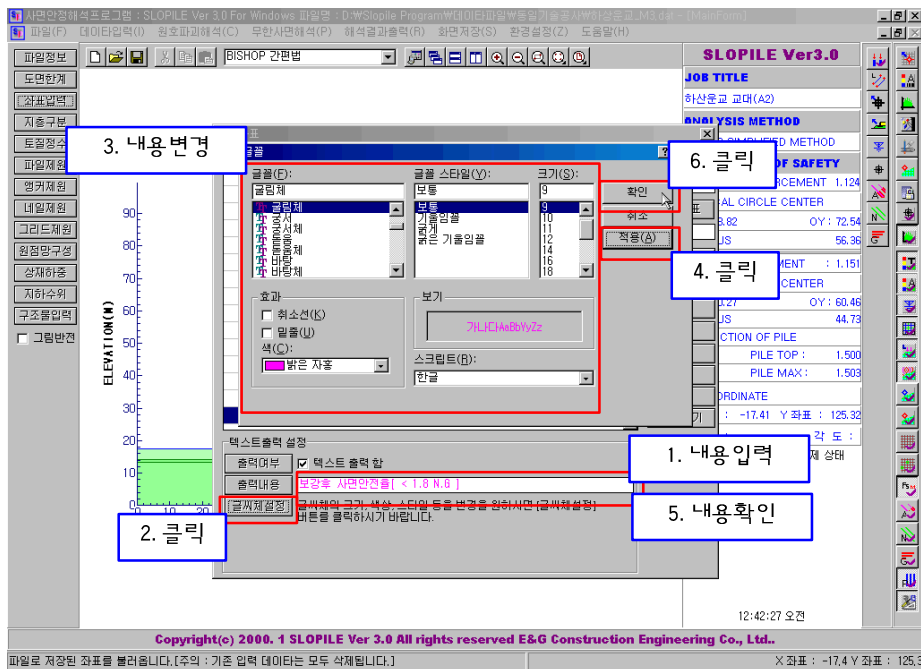 사면안정해석프로그램 : SLOPILE Ver 3.0 For Windows 파일명 : D:\Slopile Program\데이타파일\동일기술공사\하산운교_M3.dat - [MainForm]
파일(F) 데이타입력(I) 원호파괴해석(C) 무한사면해석(P) 해석결과출력(R) 화면저장(S) 환경설정(Z) 도움말(H)
파일정보
도면한계
좌표입력
지층구분
토질정수
파일제원
앵커제원
네일제원
그리드제원
원점망구성
상재하중
지하수위
구조물입력
그림반전
BISHOP 간편법
3. 내용변경
글꼴
글꼴(F):
굴림체
굴림체
궁서
궁서체
돋움
돋움체
바탕
바탕체
글꼴 스타일(Y):
보통
보통
기울임꼴
굵게
굵은 기울임꼴
크기(S):
9
9
10
11
12
14
16
18
확인
취소
적용(A)
6. 클릭
4. 클릭
효과
취소선(K)
밑줄(U)
색(C):
밝은 자홍
보기
가나다AaBbYyZz
스크립트(R):
한글
텍스트출력 설정
출력여부
텍스트 출력 함
출력내용
보강후 사면안전율( < 1.8 N.G )
글씨체설정
글씨체의 크기, 색상, 스타일 등을 변경을 원하시면 [글씨체설정]
버튼을 클릭하시기 바랍니다.
1. 내용입력
5. 내용확인
2. 클릭
ELEVATION(M)
90
80
70
60
50
40
30
20
10
0
0 10 20
SLOPILE Ver3.0
JOB TITLE
하산운교 교대(A2)
ANALYSIS METHOD
SIMPLIFIED METHOD
OF SAFETY
RCEMENT 1.124
AL CIRCLE CENTER
3.82 OY : 72.54
US 56.36
MENT : 1.151
CENTER
0.27 OY : 60.46
US 44.73
CTION OF PILE
PILE TOP : 1.500
PILE MAX : 1.503
ORDINATE
: -17.41 Y 좌표 : 125.32
각 도 :
제 상태
12:42:27 오전
Copyright(c) 2000. 1 SLOPILE Ver 3.0 All rights reserved E&G Construction Engineering Co., Ltd..
파일로 저장된 좌표를 불러옵니다.[주의 : 기존 입력 데이타는 모두 삭제됩니다.]
X 좌표 : -17.4 Y 좌표 : 125.3